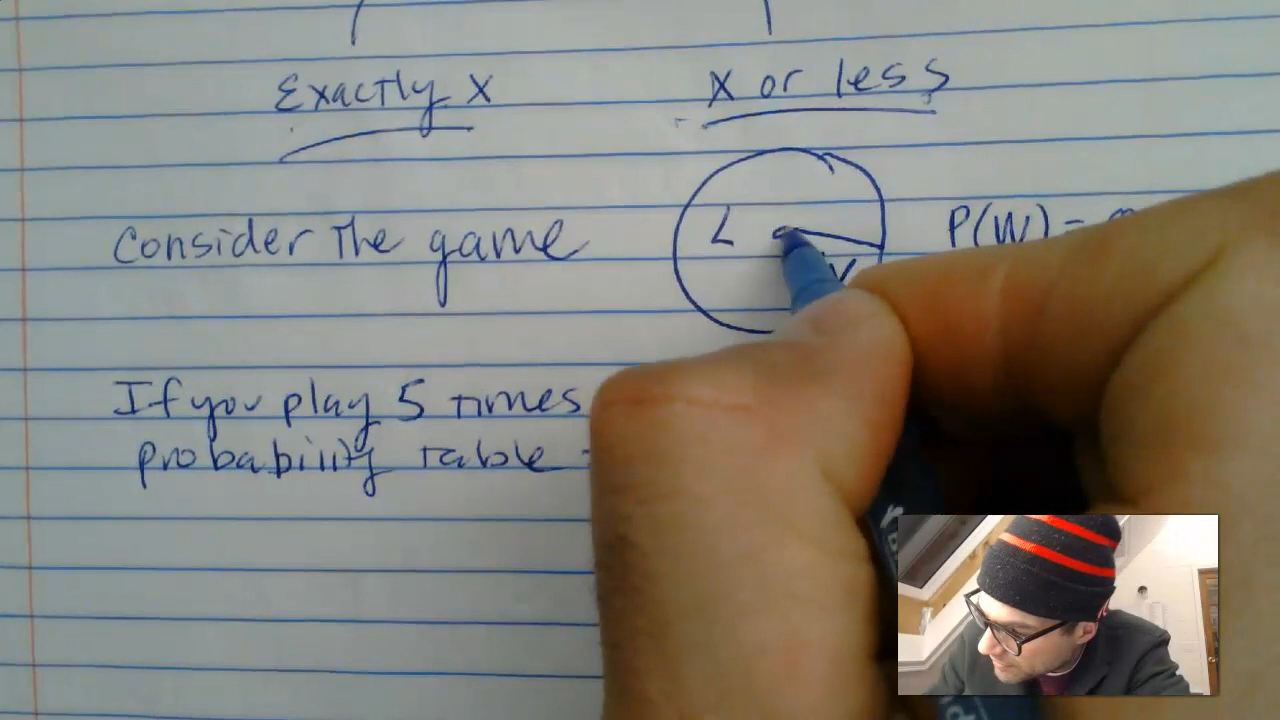 Exactly X
X or less
Consider The game
L
P(W) =
If you play 5 times
probability table